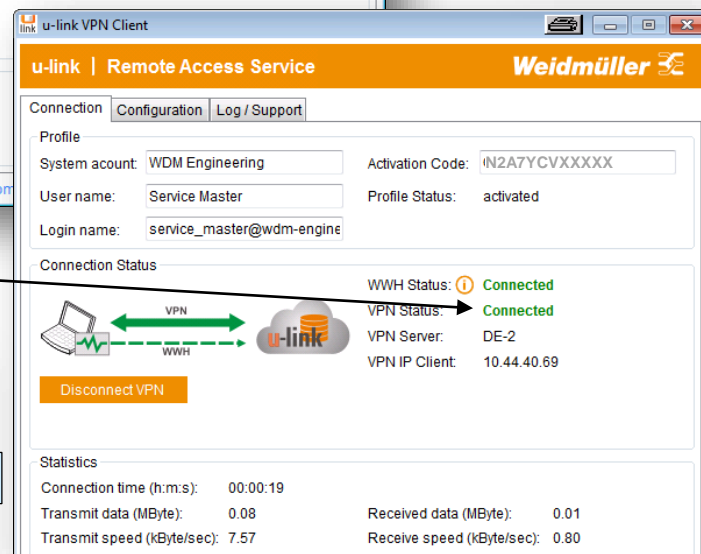 u-link VPN Client
u-link | Remote Access Service
Weidmüller
Connection Configuration Log / Support
Profile
System acount: WDM Engineering Activation Code: N2A7YCVXXXXX
User name: Service Master Profile Status: activated
Login name: service_master@wdm-engine
Connection Status
WWH Status: i Connected
VPN VPN Status: Connected
u-link
WWH VPN Server: DE-2
VPN IP Client: 10.44.40.69
Disconnect VPN
Statistics
Connection time (h:m:s): 00:00:19
Transmit data (MByte): 0.08 Received data (MByte): 0.01
Transmit speed (kByte/sec): 7.57 Receive speed (kByte/sec): 0.80